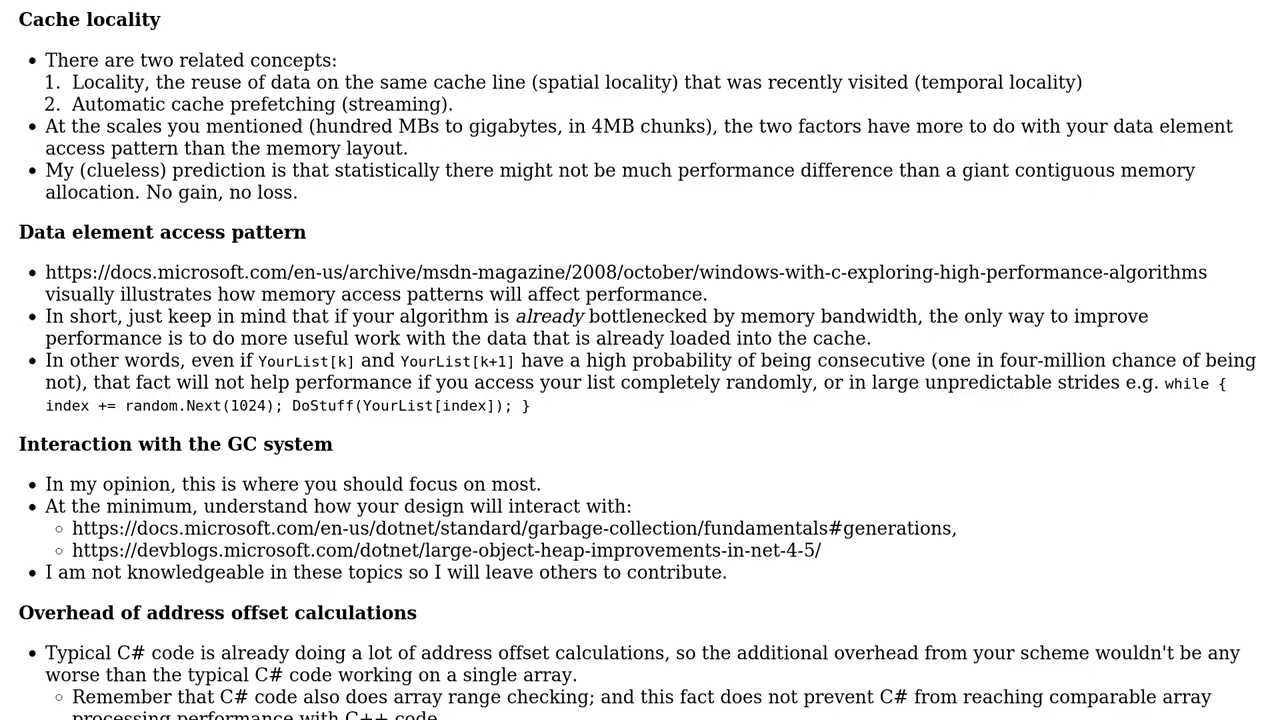 Cache locality
• There are two related concepts:
1. Locality, the reuse of data on the same cache line (spatial locality) that was recently visited (temporal locality)
2. Automatic cache prefetching (streaming).
• At the scales you mentioned (hundred MBs to gigabytes, in 4MB chunks), the two factors have more to do with your data element
access pattern than the memory layout.
• My (clueless) prediction is that statistically there might not be much performance difference than a giant contiguous memory
allocation. No gain, no loss.
Data element access pattern
• https://docs.microsoft.com/en-us/archive/msdn-magazine/2008/october/windows-with-c-exploring-high-performance-algorithms
visually illustrates how memory access patterns will affect performance.
• In short, just keep in mind that if your algorithm is already bottlenecked by memory bandwidth, the only way to improve
performance is to do more useful work with the data that is already loaded into the cache.
• In other words, even if YourList[k] and YourList[k+1] have a high probability of being consecutive (one in four-million chance of being
not), that fact will not help performance if you access your list completely randomly, or in large unpredictable strides e.g. while {
index += random.Next(1024); DoStuff(YourList[index]); }
Interaction with the GC system
• In my opinion, this is where you should focus on most.
• At the minimum, understand how your design will interact with:
◦ https://docs.microsoft.com/en-us/dotnet/standard/garbage-collection/fundamentals#generations,
◦ https://devblogs.microsoft.com/dotnet/large-object-heap-improvements-in-net-4-5/
• I am not knowledgeable in these topics so I will leave others to contribute.
Overhead of address offset calculations
• Typical C# code is already doing a lot of address offset calculations, so the additional overhead from your scheme wouldn't be any
worse than the typical C# code working on a single array.
◦ Remember that C# code also does array range checking; and this fact does not prevent C# from reaching comparable array
processing performance with C++ code.